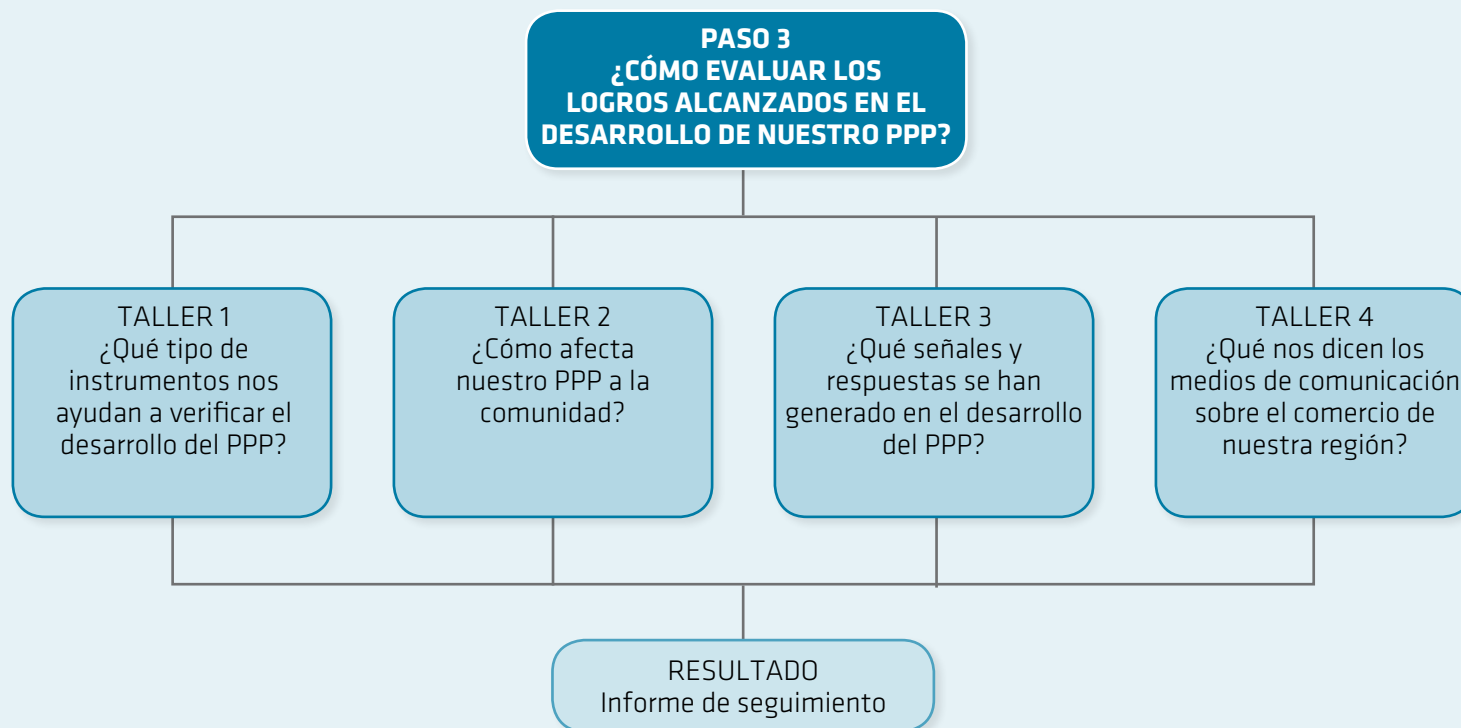 PASO 3
¿CÓMO EVALUAR LOS
LOGROS ALCANZADOS EN EL
DESARROLLO DE NUESTRO PPP?
TALLER 1
¿Qué tipo de
instrumentos nos
ayudan a verificar el
desarrollo del PPP?
TALLER 2
¿Cómo afecta
nuestro PPP a la
comunidad?
TALLER 3
¿Qué señales y
respuestas se han
generado en el desarrollo
del PPP?
TALLER 4
¿Qué nos dicen los
medios de comunicación
sobre el comercio de
nuestra región?
RESULTADO
Informe de seguimiento